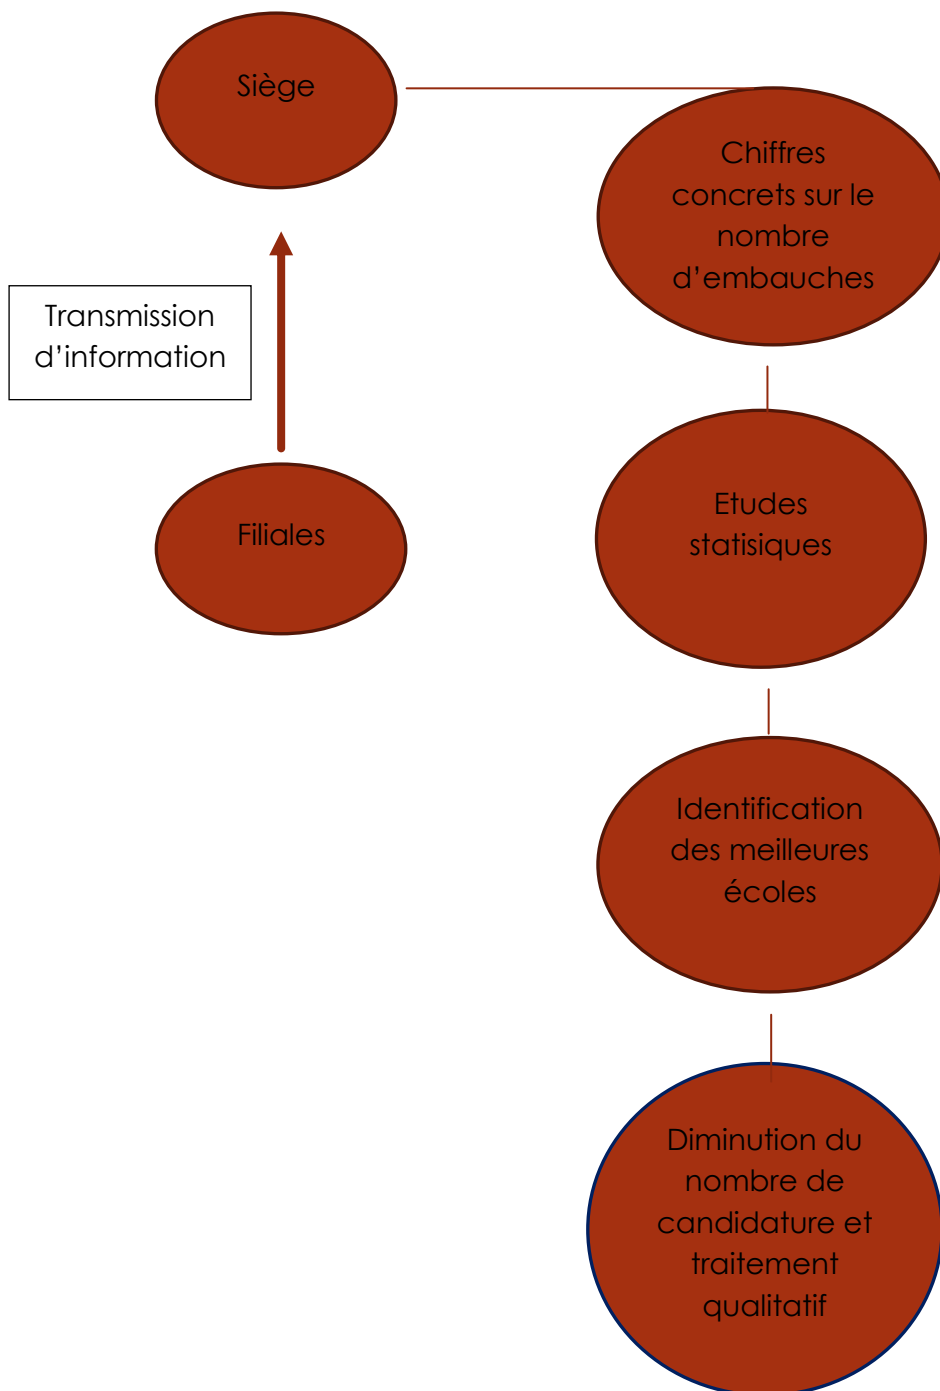 Siège
Chiffres
concrets sur le
nombre
d'embauches
Transmission
d'information
Filiales
Etudes
statisiques
Identification
des meilleures
écoles
Diminution du
nombre de
candidature et
traitement
qualitatif